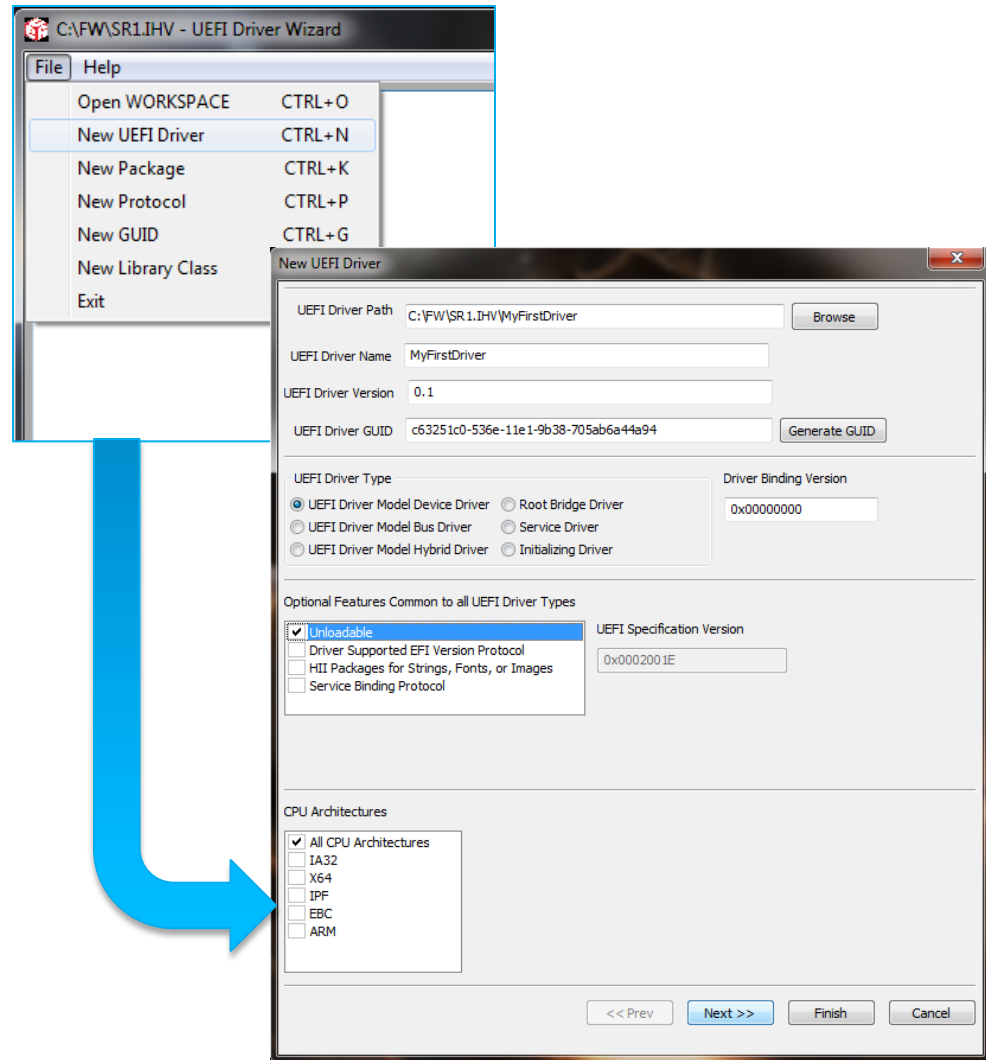 C:\FW\SR1.IHV - UEFI Driver Wizard
File Help
Open WORKSPACE CTRL+O
New UEFI Driver CTRL+N
New Package CTRL+K
New Protocol CTRL+P
New GUID CTRL+G
New Library Class
Exit
New UEFI Driver
UEFI Driver Path C:\FW\SR1.IHV\MyFirstDriver Browse
UEFI Driver Name MyFirstDriver
UEFI Driver Version 0.1
UEFI Driver GUID c63251c0-536e-11e1-9b38-705ab6a44a94 Generate GUID
UEFI Driver Type Driver Binding Version
UEFI Driver Model Device Driver Root Bridge Driver 0x00000000
UEFI Driver Model Bus Driver Service Driver
UEFI Driver Model Hybrid Driver Initializing Driver
Optional Features Common to all UEFI Driver Types
Unloadable UEFI Specification Version
Driver Supported EFI Version Protocol
HII Packages for Strings, Fonts, or Images 0x0002001E
Service Binding Protocol
CPU Architectures
All CPU Architectures
IA32
X64
IPF
EBC
ARM
<< Prev Next >> Finish Cancel